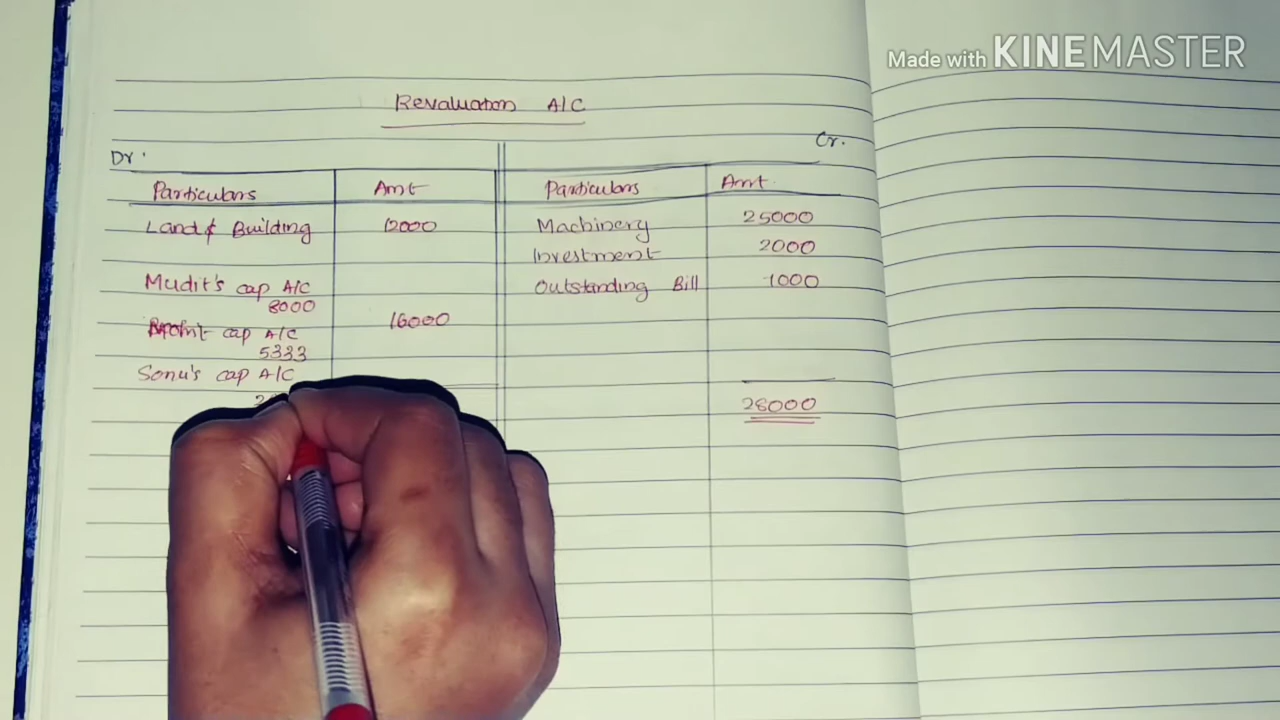 Made with KINEMASTER
Revaluation A/C
Dr.
Cr.
Particulars Amt Particulars Amt.
Land & Building 12000 Machinery 25000
Investment 2000
Mudit's cap A/C Outstanding Bill 1000
8000
cap A/C 16000
5333
Sonu's cap A/C
28000